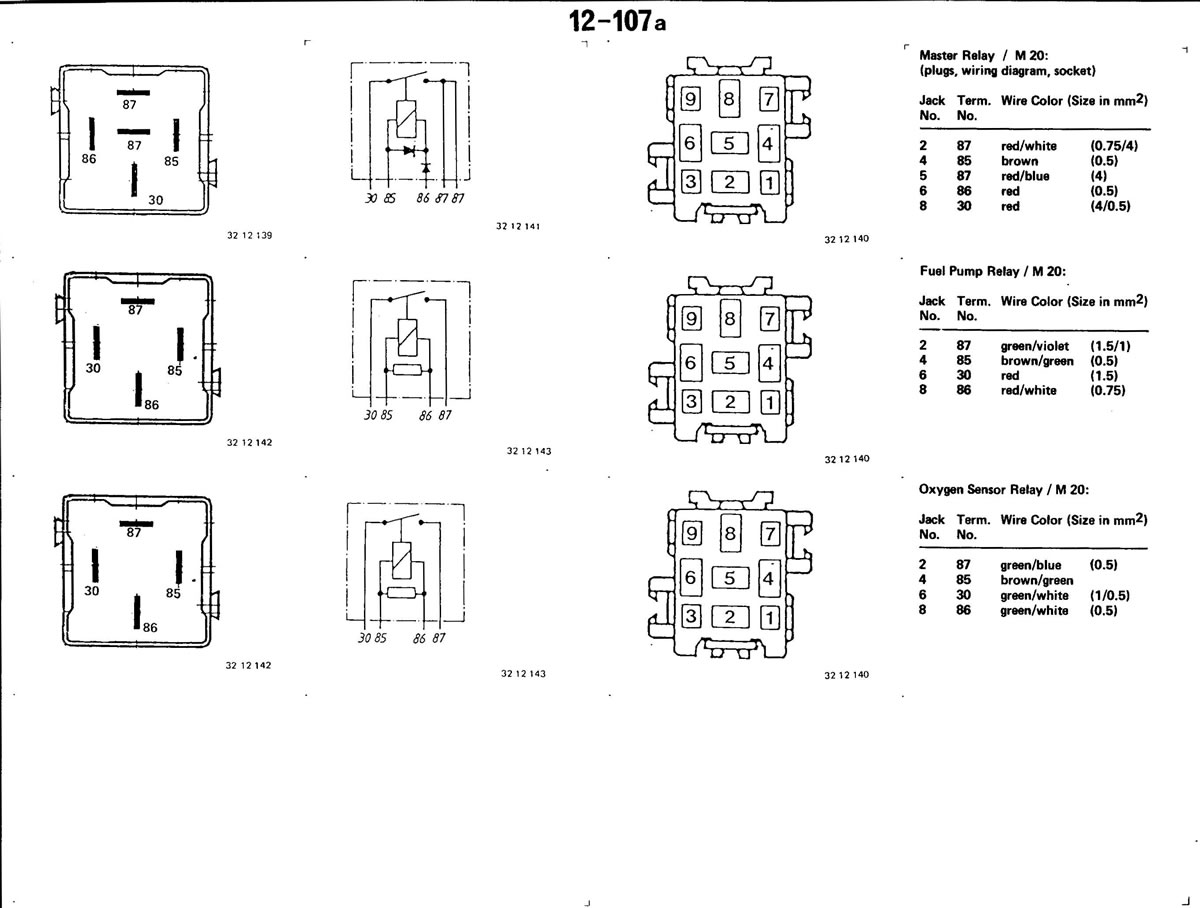 12-107a
87
87
86
85
30
32 12 139
30 85 86 87 87
32 12 141
9 8 7
6 5 4
3 2 1
32 12 140
Master Relay / M 20:
(plugs, wiring diagram, socket)
Jack Term. Wire Color (Size in mm2)
No. No.
2 87 red/white (0.75/4)
4 85 brown (0.5)
5 87 red/blue (4)
6 86 red (0.5)
8 30 red (4/0.5)
87
30
85
86
32 12 142
30 85 86 87
32 12 143
9 8 7
6 5 4
3 2 1
32 12 140
Fuel Pump Relay / M 20:
Jack Term. Wire Color (Size in mm2)
No. No.
2 87 green/violet (1.5/1)
4 85 brown/green (0.5)
6 30 red (1.5)
8 86 red/white (0.75)
87
30
85
86
32 12 142
30 85 86 87
32 12 143
9 8 7
6 5 4
3 2 1
32 12 140
Oxygen Sensor Relay / M 20:
Jack Term. Wire Color (Size in mm2)
No. No.
2 87 green/blue (0.5)
4 85 brown/green
6 30 green/white (1/0.5)
8 86 green/white (0.5)